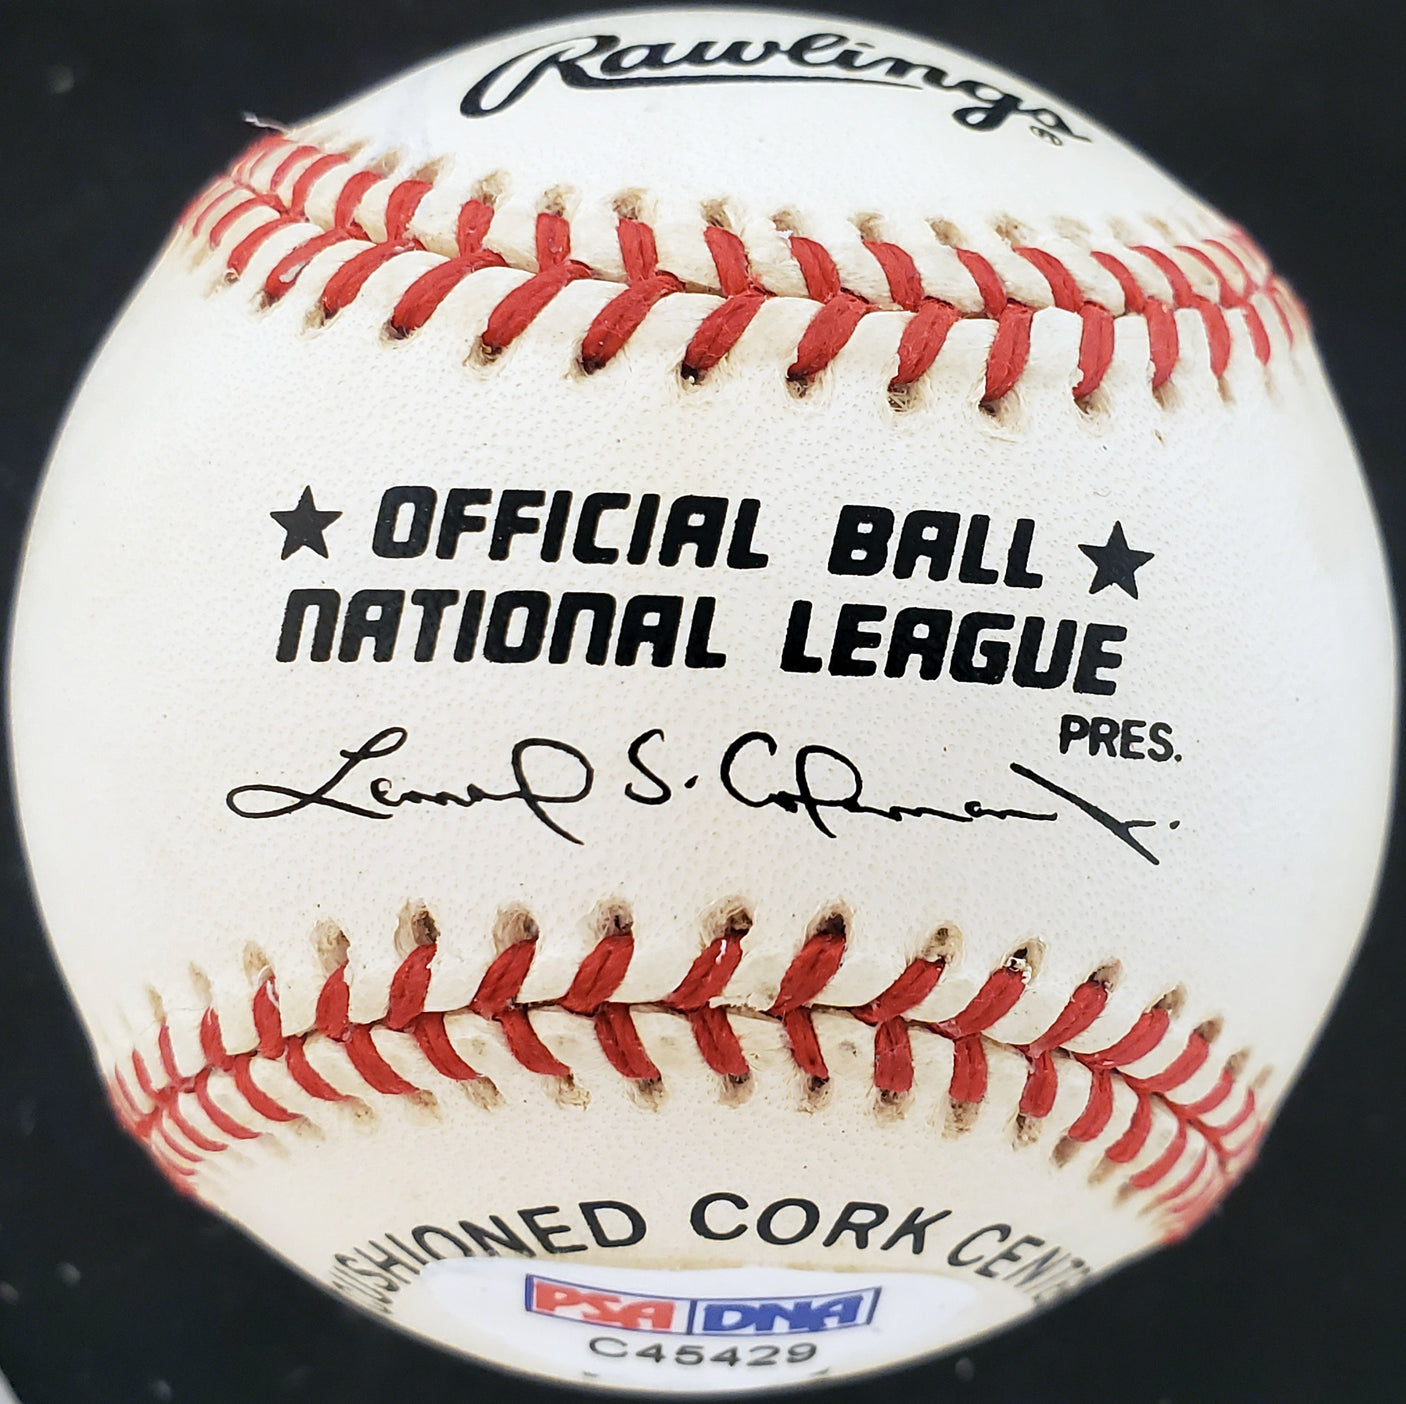 Rawlings®
★ OFFICIAL BALL ★
NATIONAL LEAGUE
PRES.
Leonard S. Coleman Jr.
CUSHIONED CORK CENTER
PSA DNA
C45429